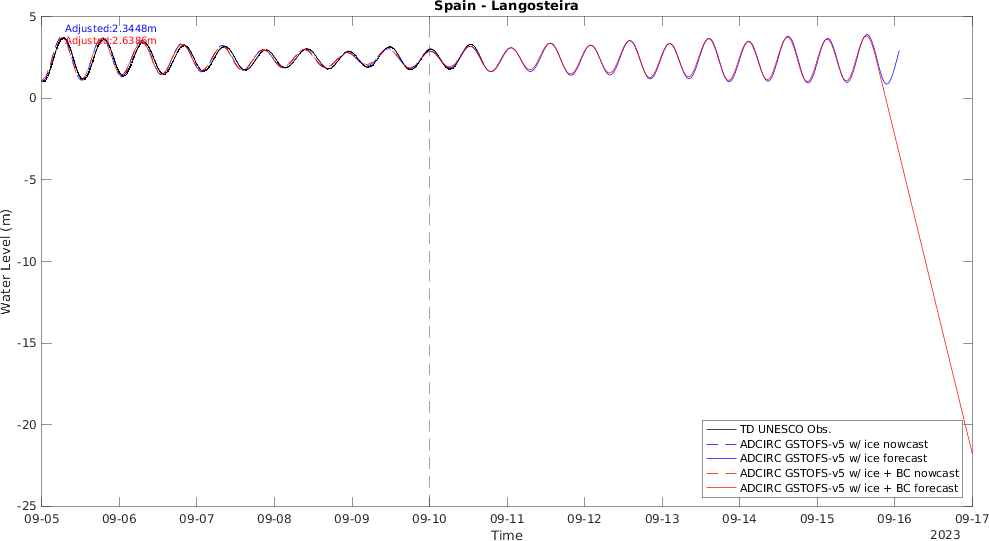 Spain - Langosteira
Adjusted:2.3448m
Adjusted:2.6386m
5
0
-5
-10
-15
-20
-25
Water Level (m)
09-05 09-06 09-07 09-08 09-09 09-10 09-11 09-12 09-13 09-14 09-15 09-16 09-17
Time
2023
TD UNESCO Obs.
ADCIRC GSTOFS-v5 w/ ice nowcast
ADCIRC GSTOFS-v5 w/ ice forecast
ADCIRC GSTOFS-v5 w/ ice + BC nowcast
ADCIRC GSTOFS-v5 w/ ice + BC forecast